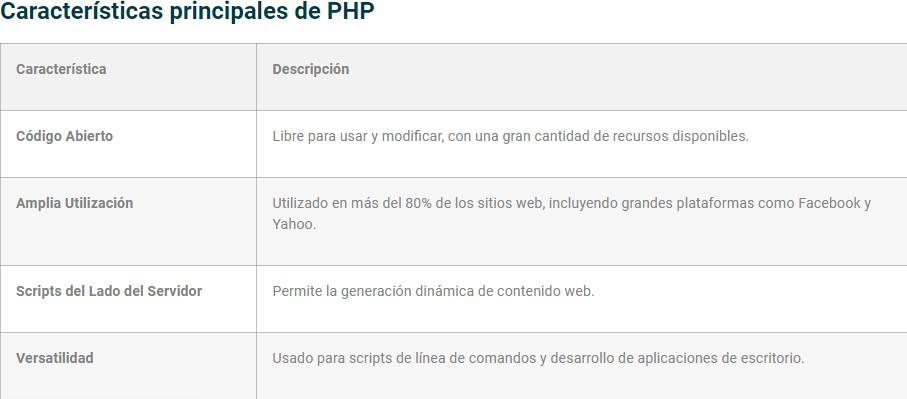 Características principales de PHP
Característica
Descripción
Código Abierto
Libre para usar y modificar, con una gran cantidad de recursos disponibles.
Amplia Utilización
Utilizado en más del 80% de los sitios web, incluyendo grandes plataformas como Facebook y
Yahoo.
Scripts del Lado del Servidor
Permite la generación dinámica de contenido web.
Versatilidad
Usado para scripts de línea de comandos y desarrollo de aplicaciones de escritorio.